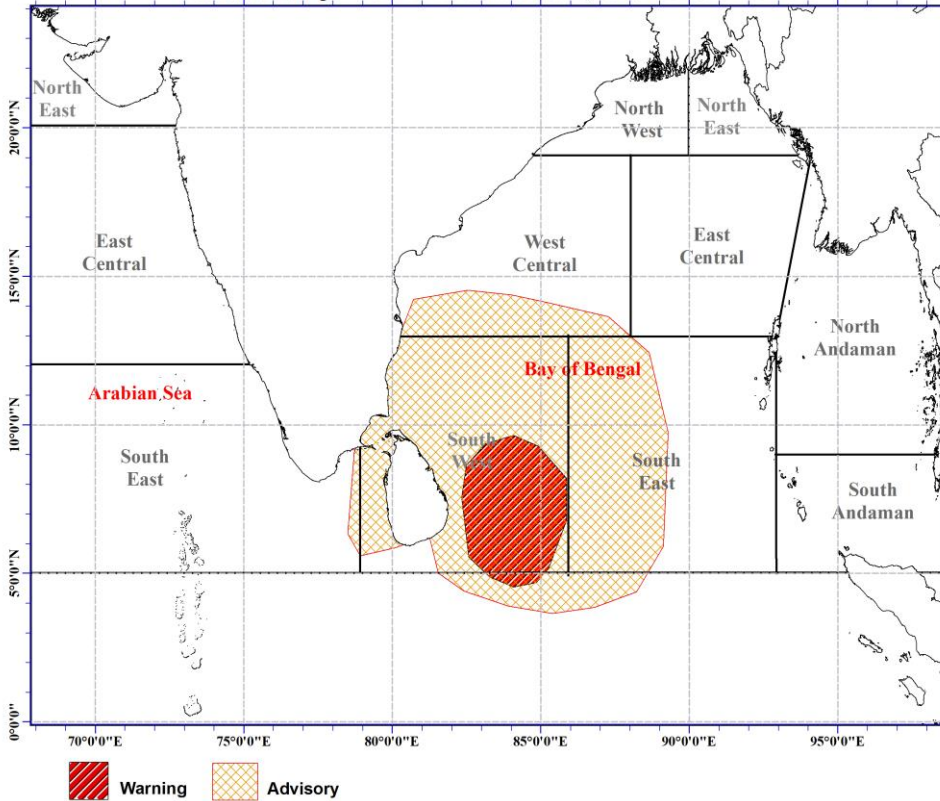 North
East
North
West
North
East
20°0'0"N
East
Central
West
Central
East
Central
15°0'0"N
North
Andaman
Bay of Bengal
Arabian Sea
10°0'0"N
South
East
South
West
South
East
South
Andaman
5°0'0"N
0°0'0"
70°0'0"E
75°0'0"E
80°0'0"E
85°0'0"E
90°0'0"E
95°0'0"E
Warning
Advisory